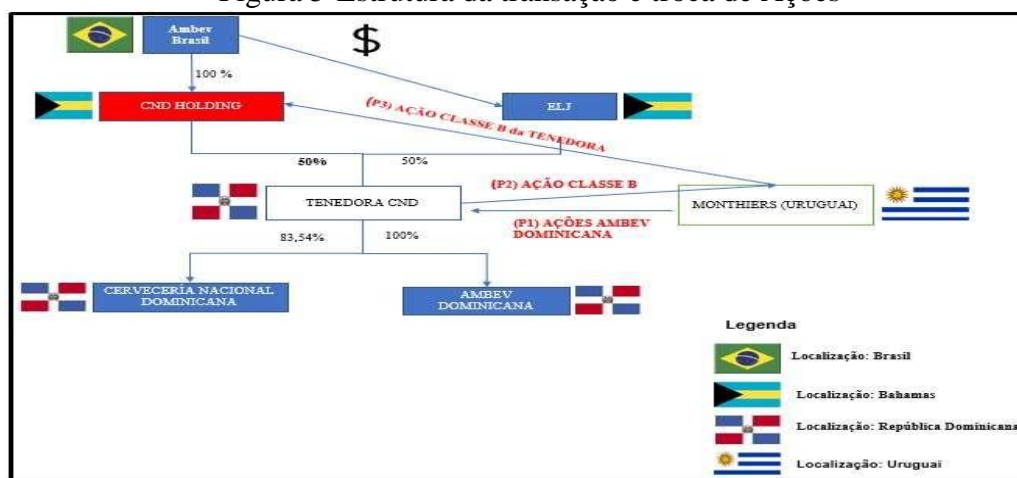 Figura 3-Estrutura da transação e troca de Ações
Ambev
Brasil
$
100 %
CND HOLDING
(P3) AÇÃO CLASSE B da TENEDORA
ELJ
50%
50%
(P2) AÇÃO CLASSE B
TENEDORA CND
MONTHIERS (URUGUAI)
(P1) AÇÕES AMBEV
DOMINICANA
83,54%
100%
CERVECERÍA NACIONAL
DOMINICANA
AMBEV
DOMINICANA
Legenda
Localização: Brasil
Localização: Bahamas
Localização: República Dominicana
Localização: Uruguai